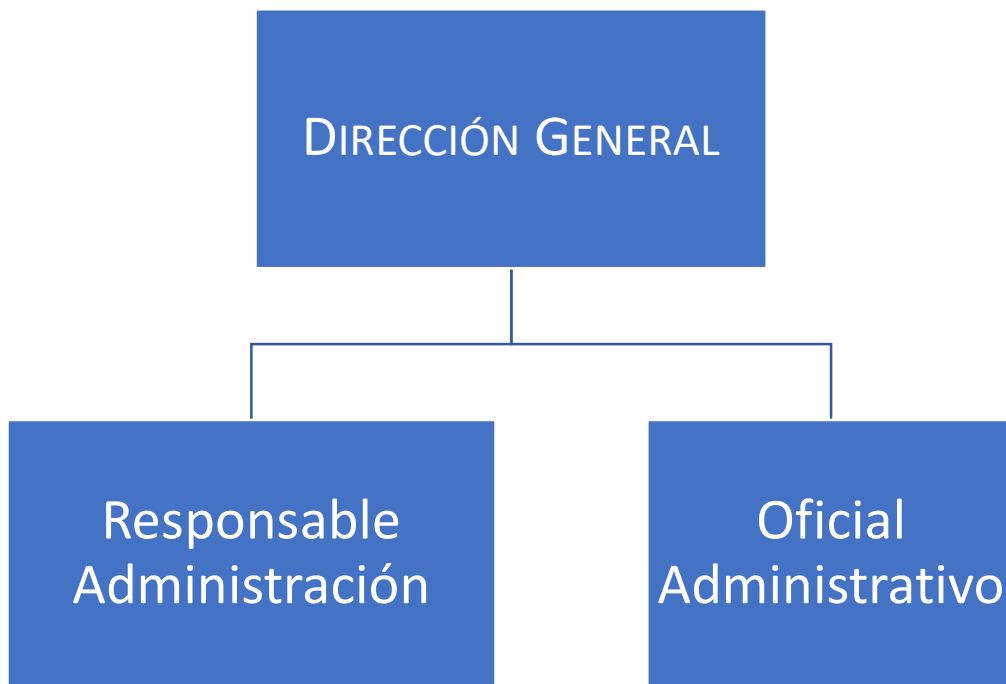 DIRECCIÓN GENERAL
Responsable
Administración
Oficial
Administrativo